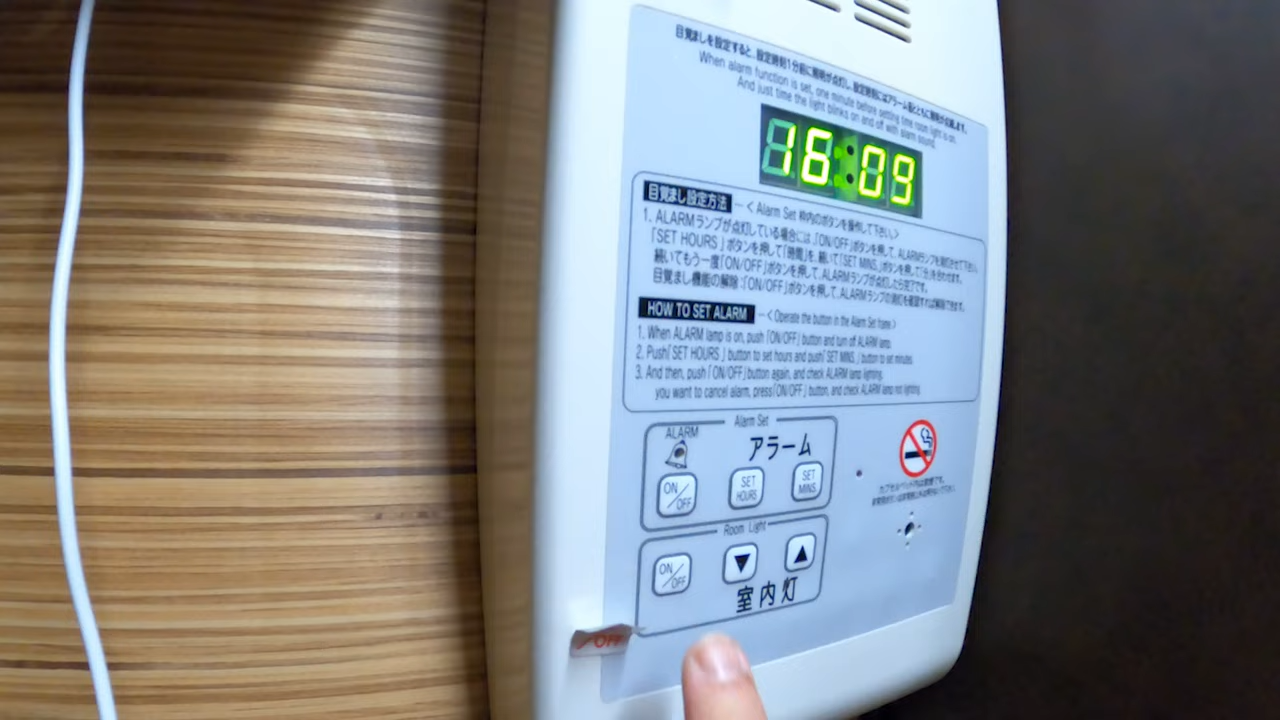 目覚ましを設定すると、設定時刻1分前に照明が点灯し、設定時刻にはアラーム音とともに照明が点滅します。
When alarm function is set, one minute before setting time room light is on.
And just time the light blinks on and off with alarm sound.
16:09
目覚まし設定方法 ―< Alarm Set 枠内のボタンを操作して下さい。>
1. ALARMランプが点灯している場合には、「ON/OFF」ボタンを押して、ALARMランプを消灯させて下さい。
「SET HOURS 」ボタンを押して「時間」を、続いて「SET MINS.」ボタンを押して「分」を合わせます。
続いてもう一度「ON/OFF」ボタンを押して、ALARMランプが点灯したら完了です。
目覚まし機能の解除:「ON/OFF」ボタンを押して、ALARMランプの消灯を確認すれば解除できます。
HOW TO SET ALARM ―< Operate the button in the Alarm Set frame.>
1. When ALARM lamp is on, push「ON/OFF」button and turn off ALARM lamp.
2. Push「SET HOURS 」button to set hours and push「SET MINS.」button to set minutes.
3. And then, push「ON/OFF」button again, and check ALARM lamp lighting.
you want to cancel alarm, press「ON/OFF」button, and check ALARM lamp not lighting.
Alarm Set
ALARM
アラーム
ON/OFF
SET HOURS
SET MINS
Room Light
ON/OFF
▼ ▲
室内灯
OFF